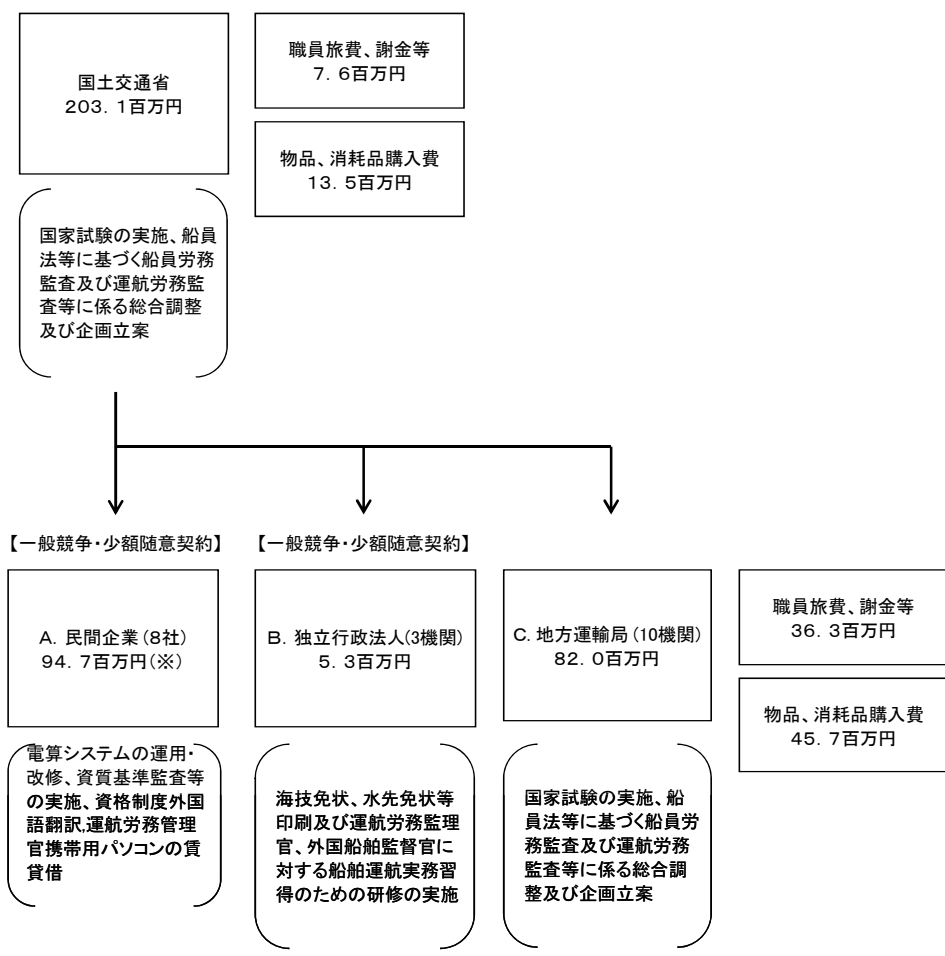 国土交通省
203．1百万円
職員旅費、謝金等
7．6百万円
物品、消耗品購入費
13．5百万円
国家試験の実施、船員
法等に基づく船員労務
監査及び運航労務監
査等に係る総合調整
及び企画立案
【一般競争・少額随意契約】
【一般競争・少額随意契約】
A．民間企業(8社)
94．7百万円(※)
B．独立行政法人(3機関)
5．3百万円
C．地方運輸局(10機関)
82．0百万円
職員旅費、謝金等
36．3百万円
物品、消耗品購入費
45．7百万円
電算システムの運用・
改修、資質基準監査等
の実施、資格制度外国
語翻訳,運航労務管理
官携帯用パソコンの賃
貸借
海技免状、水先免状等
印刷及び運航労務監理
官、外国船舶監督官に
対する船舶運航実務習
得のための研修の実施
国家試験の実施、船
員法等に基づく船員労
務監査及び運航労務
監査等に係る総合調
整及び企画立案